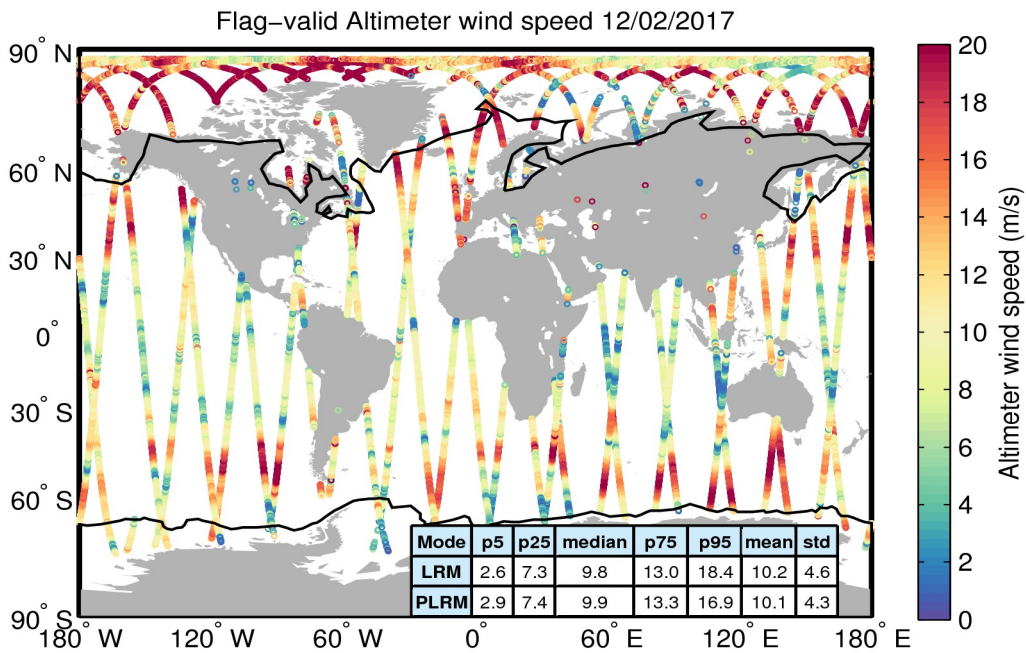 Flag−valid Altimeter wind speed 12/02/2017
90° N
60° N
30° N
0°
30° S
60° S
90° S
180° W
120° W
60° W
0°
60° E
120° E
180° E
Mode p5 p25 median p75 p95 mean std
LRM 2.6 7.3 9.8 13.0 18.4 10.2 4.6
PLRM 2.9 7.4 9.9 13.3 16.9 10.1 4.3
20
18
16
14
12
10
8
6
4
2
0
Altimeter wind speed (m/s)